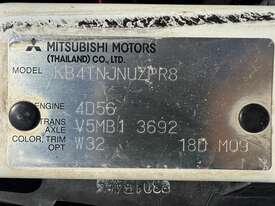 MITSUBISHI MOTORS
(THAILAND) CO., LTD.
MODEL KB4TNJNUZPR8
ENGINE 4D56
TRANS AXLE V5MB1 3692
COLOR, TRIM OPT W32 18D M09